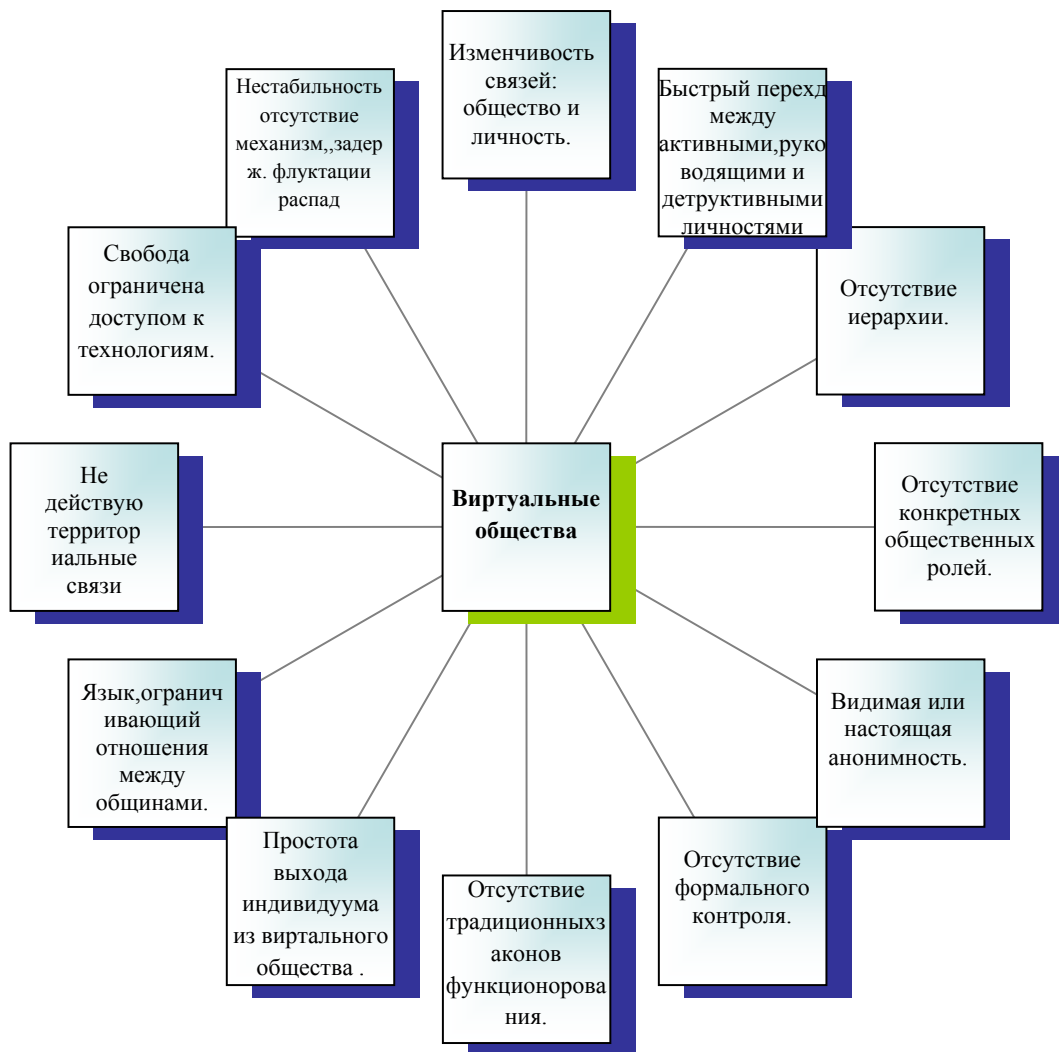 Изменчивость
связей:
общество и
личность.
Быстрый перехд
между
активными,руко
водящими и
детруктивными
личностями
Отсутствие
иерархии.
Отсутствие
конкретных
общественных
ролей.
Видимая или
настоящая
анонимность.
Отсутствие
формального
контроля.
Отсутствие
традиционныхз
аконов
функционорова
ния.
Простота
выхода
индивидуума
из виртального
общества .
Язык,огранич
ивающий
отношения
между
общинами.
Не
действую
территор
иальные
связи
Свобода
ограничена
доступом к
технологиям.
Нестабильность
отсутствие
механизм,,задер
ж. флуктации
распад
Виртуальные
общества